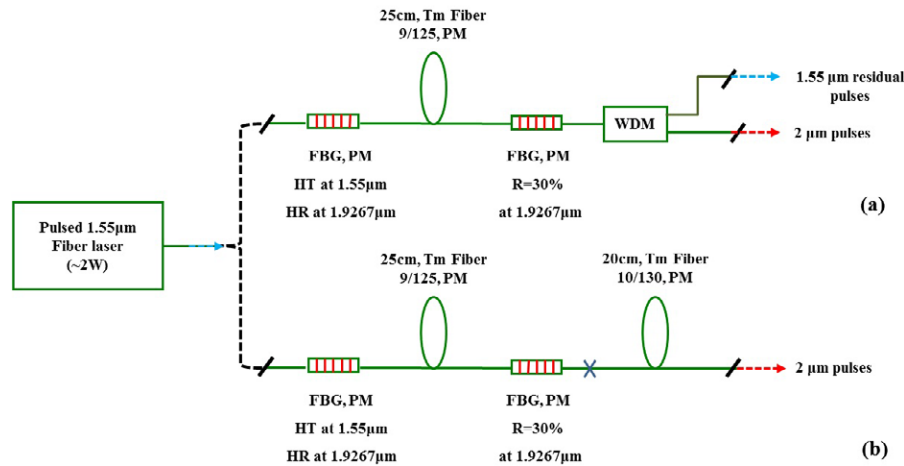 25cm, Tm Fiber
9/125, PM
1.55 μm residual
pulses
WDM
2 μm pulses
FBG, PM
HT at 1.55μm
HR at 1.9267μm
FBG, PM
R=30%
at 1.9267μm
(a)
Pulsed 1.55μm
Fiber laser
(~2W)
25cm, Tm Fiber
9/125, PM
20cm, Tm Fiber
10/130, PM
2 μm pulses
FBG, PM
HT at 1.55μm
HR at 1.9267μm
FBG, PM
R=30%
at 1.9267μm
(b)